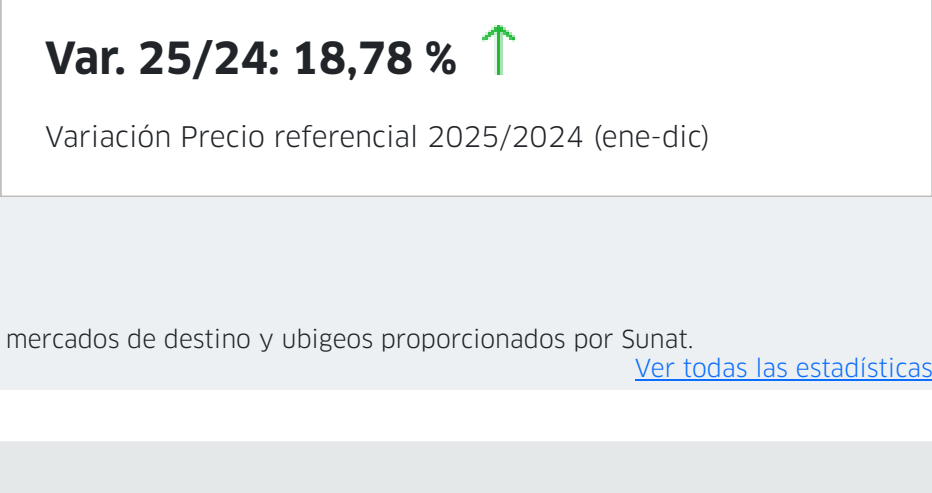 Var. 25/24: 18,78 %
Variación Precio referencial 2025/2024 (ene-dic)
mercados de destino y ubigeos proporcionados por Sunat.
Ver todas las estadísticas